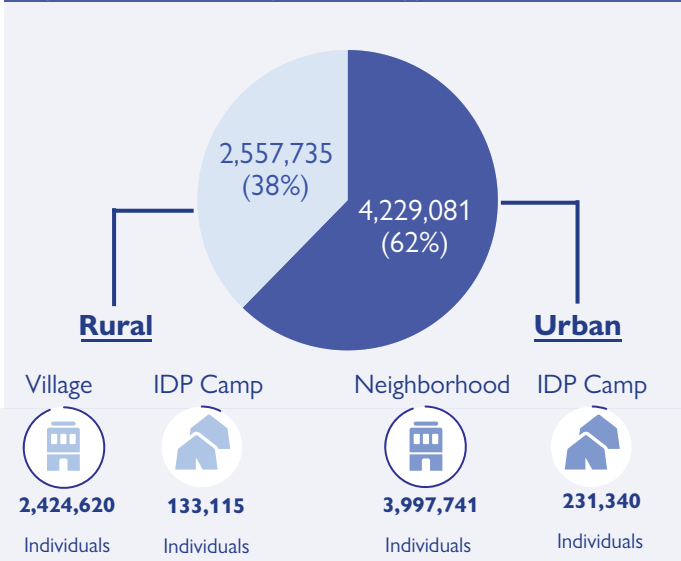 2,557,735
(38%)
4,229,081
(62%)
Rural
Urban
Village
IDP Camp
Neighborhood
IDP Camp
2,424,620
133,115
3,997,741
231,340
Individuals
Individuals
Individuals
Individuals